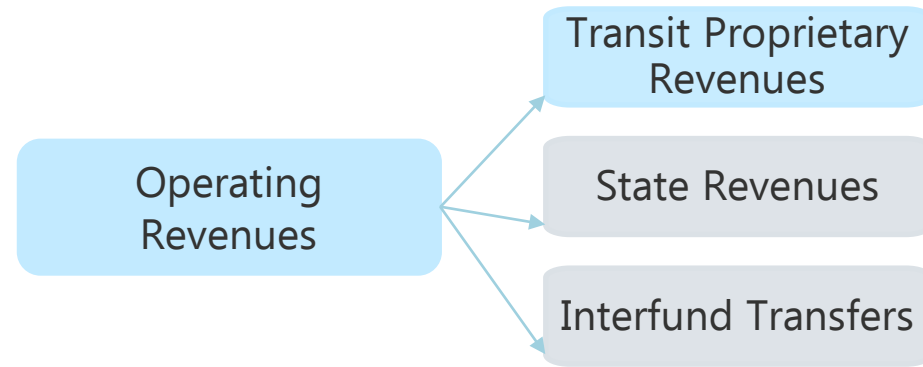 Transit Proprietary
Revenues
Operating
Revenues
State Revenues
Interfund Transfers